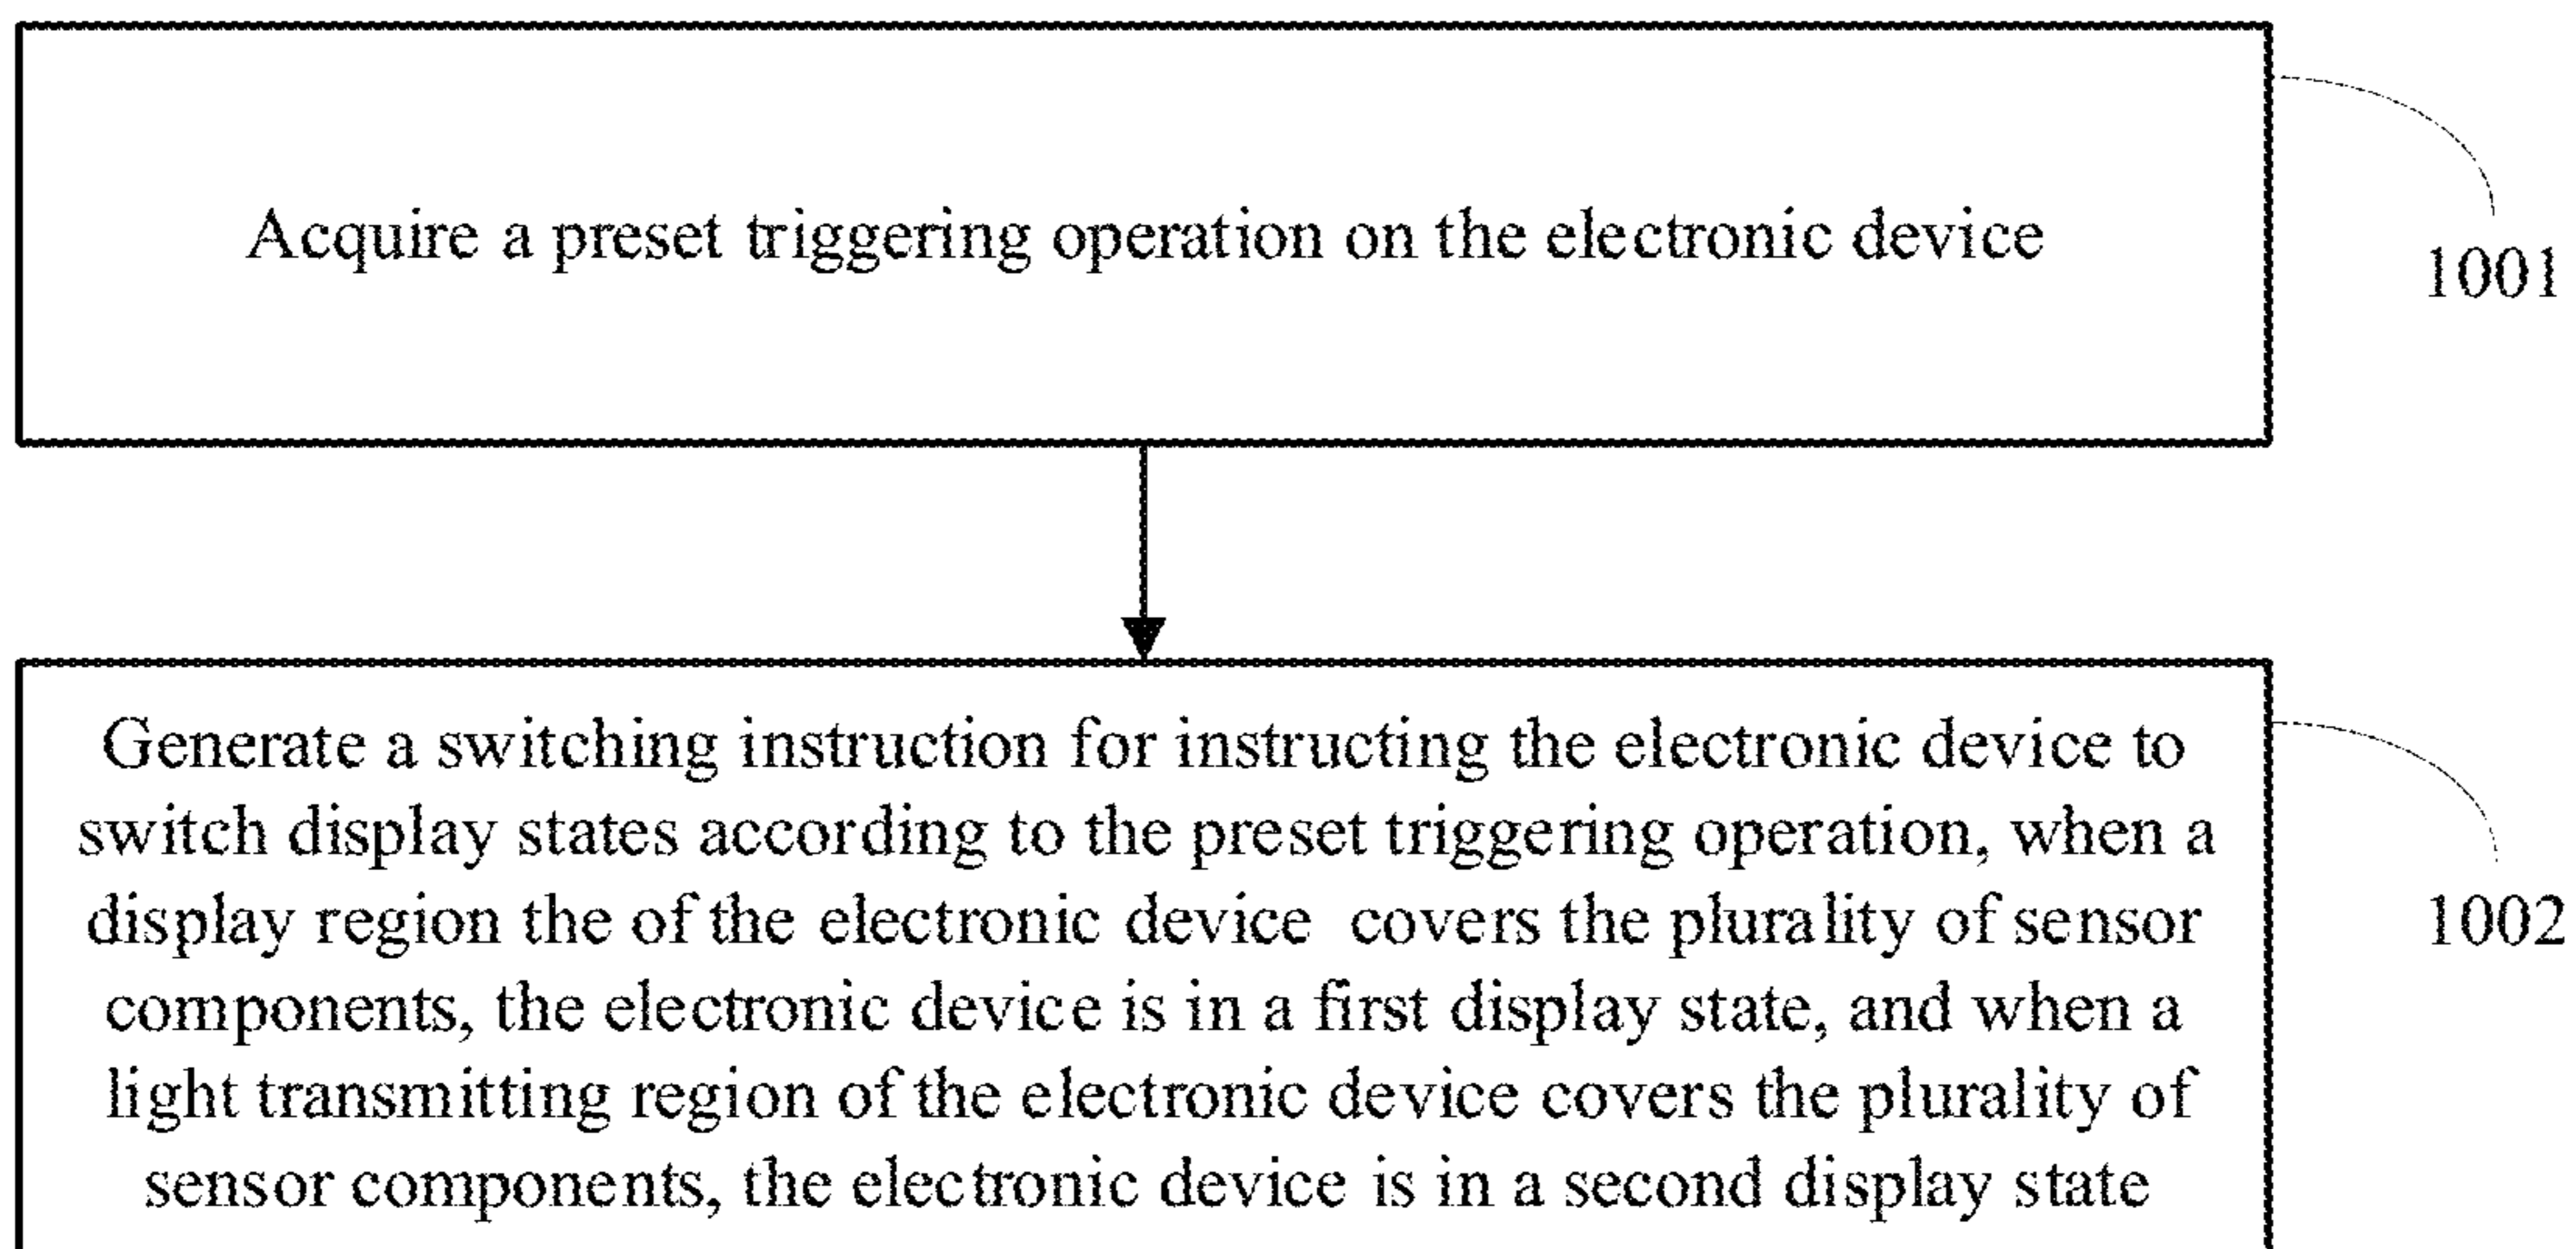 Acquire a preset triggering operation on the electronic device
1001
Generate a switching instruction for instructing the electronic device to
switch display states according to the preset triggering operation, when a
display region the of the electronic device covers the plurality of sensor
components, the electronic device is in a first display state, and when a
light transmitting region of the electronic device covers the plurality of
sensor components, the electronic device is in a second display state
1002